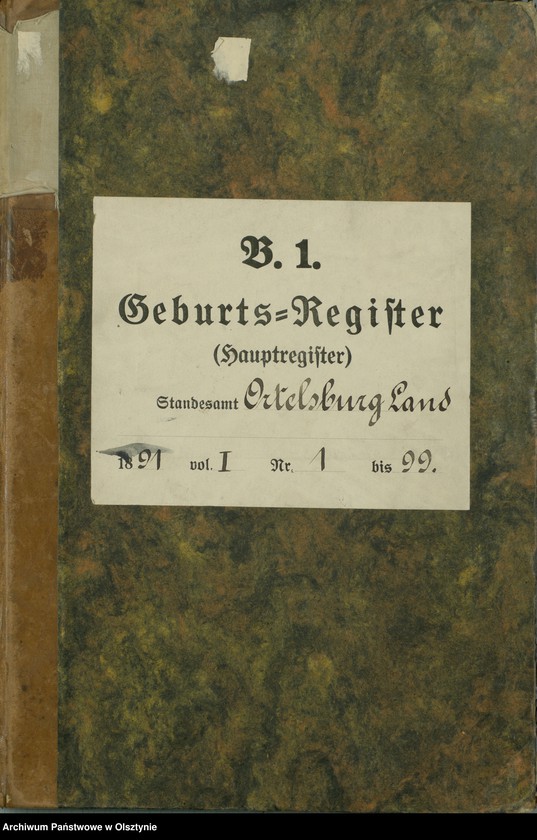 B. 1.
Geburts=Regiſter
(Hauptregiſter)
Standesamt Ortelsburg Land
1891 vol. I Nr. 1 bis 99.
Archiwum Państwowe w Olsztynie